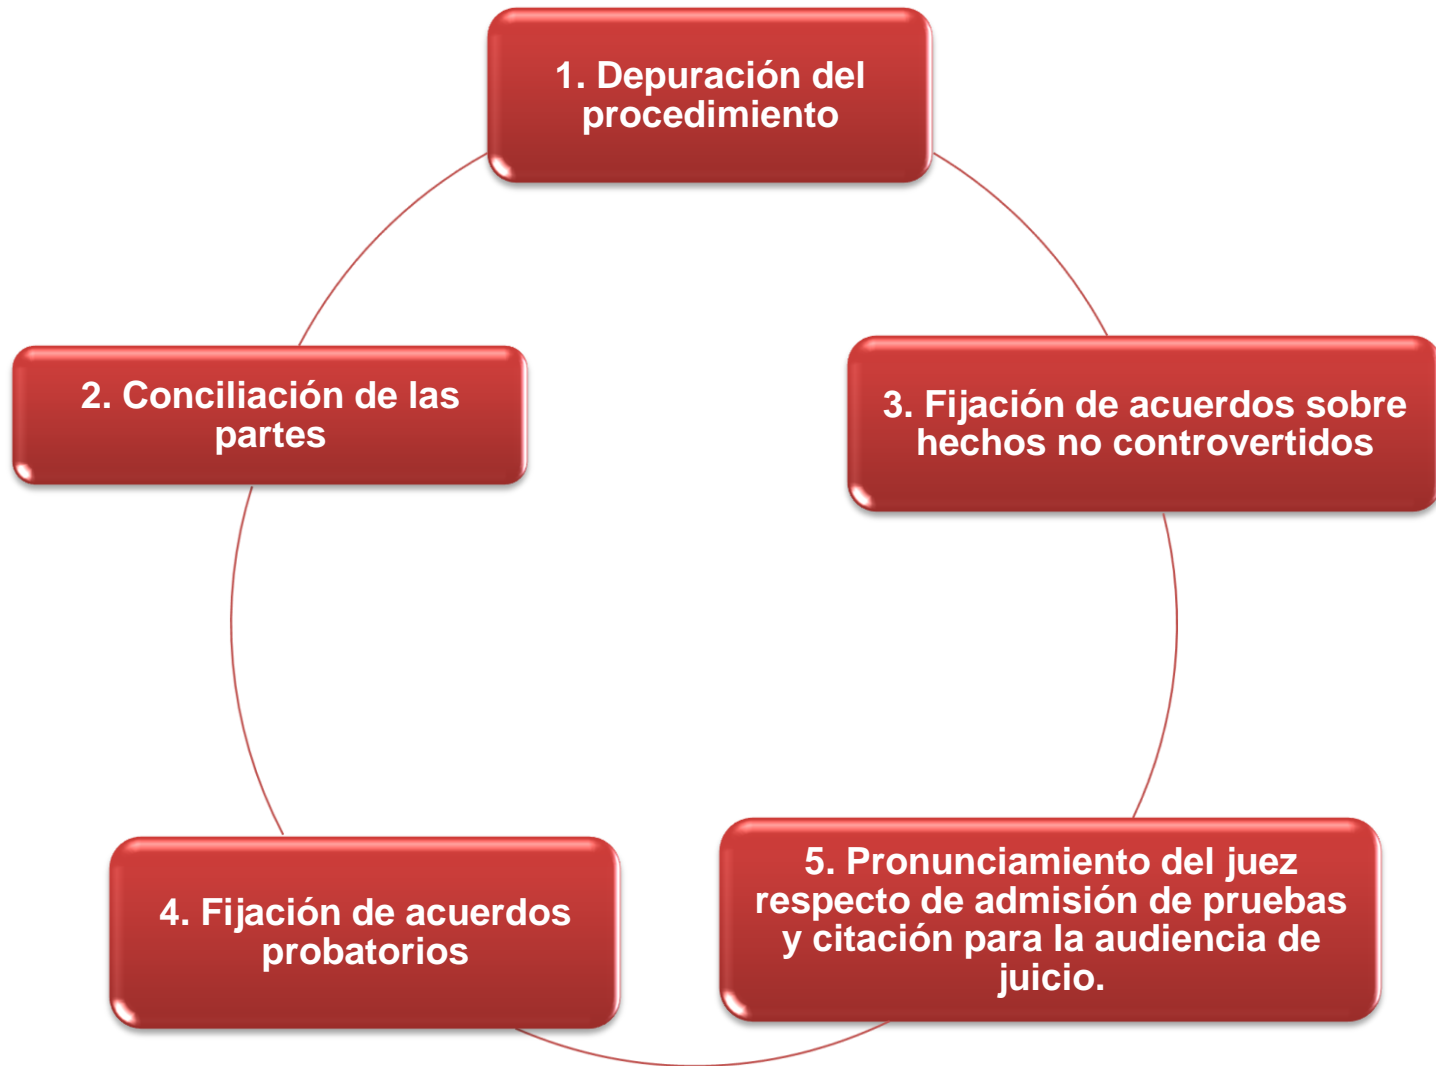 1. Depuración del
procedimiento
2. Conciliación de las
partes
3. Fijación de acuerdos sobre
hechos no controvertidos
4. Fijación de acuerdos
probatorios
5. Pronunciamiento del juez
respecto de admisión de pruebas
y citación para la audiencia de
juicio.